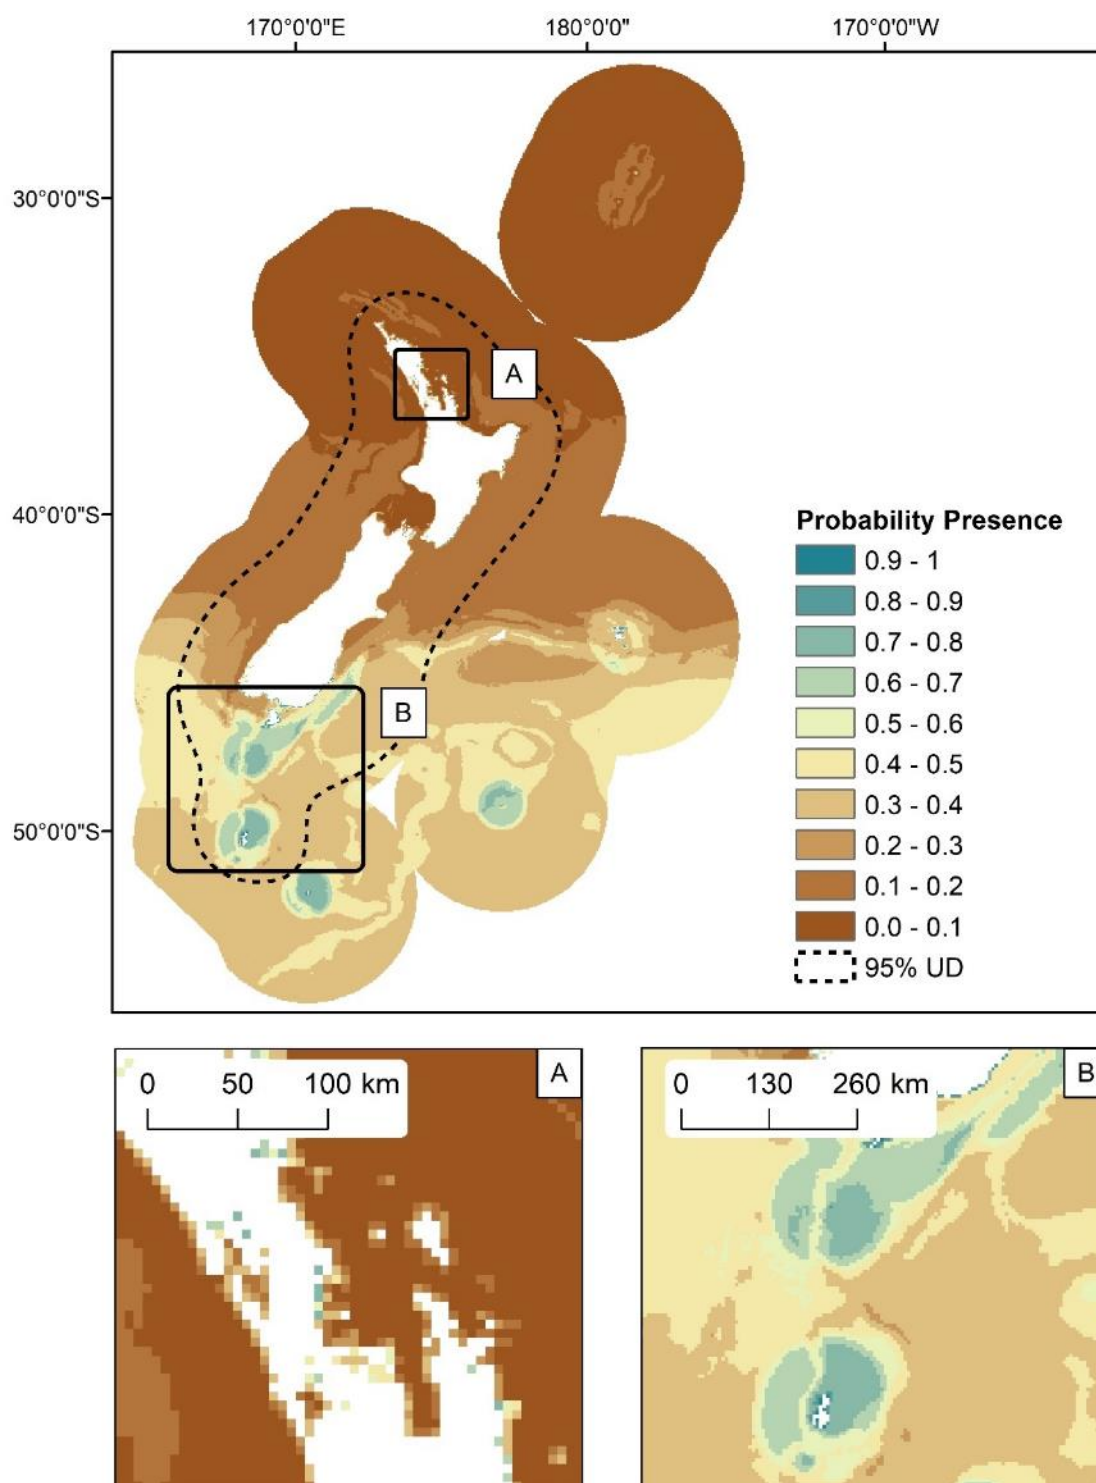 170°0'0"E 180°0'0" 170°0'0"W
30°0'0"S
A
40°0'0"S
Probability Presence
0.9 - 1
0.8 - 0.9
0.7 - 0.8
0.6 - 0.7
B
0.5 - 0.6
0.4 - 0.5
0.3 - 0.4
50°0'0"S
0.2 - 0.3
0.1 - 0.2
0.0 - 0.1
95% UD
0 50 100 km
A
0 130 260 km
B